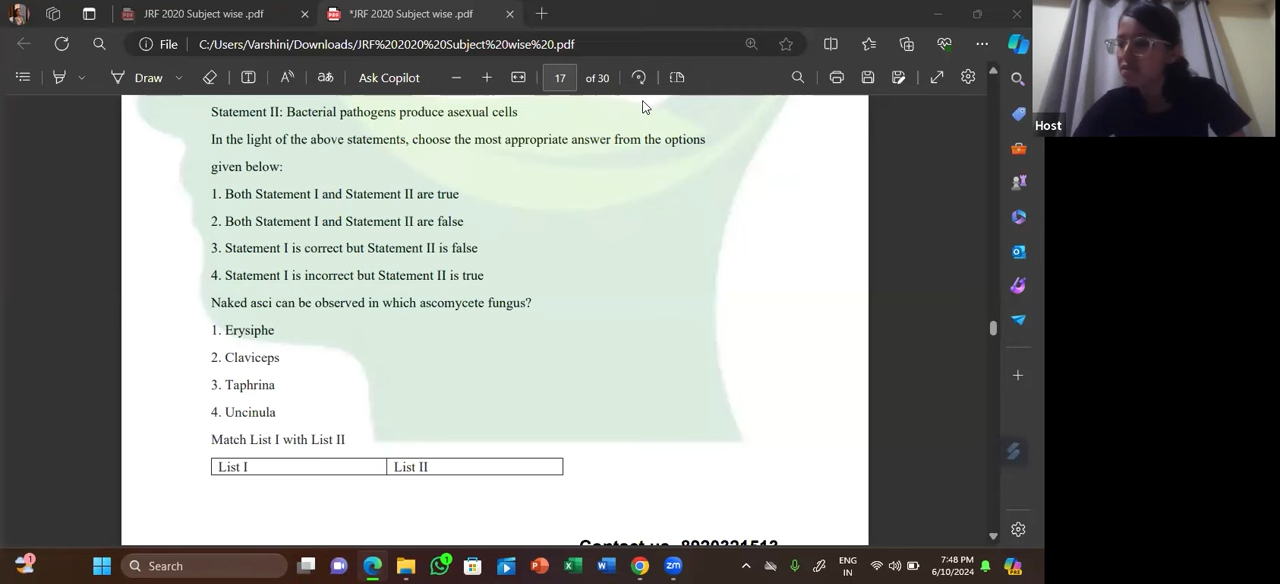 JRF 2020 Subject wise .pdf
*JRF 2020 Subject wise .pdf
File
C:/Users/Varshini/Downloads/JRF%202020%20Subject%20wise%20.pdf
Draw
Ask Copilot
17 of 30
Host
Statement II: Bacterial pathogens produce asexual cells
In the light of the above statements, choose the most appropriate answer from the options
given below:
1. Both Statement I and Statement II are true
2. Both Statement I and Statement II are false
3. Statement I is correct but Statement II is false
4. Statement I is incorrect but Statement II is true
Naked asci can be observed in which ascomycete fungus?
1. Erysiphe
2. Claviceps
3. Taphrina
4. Uncinula
Match List I with List II
List I List II
Contact us 8920321513
Search
ENG
IN
7:48 PM
6/10/2024